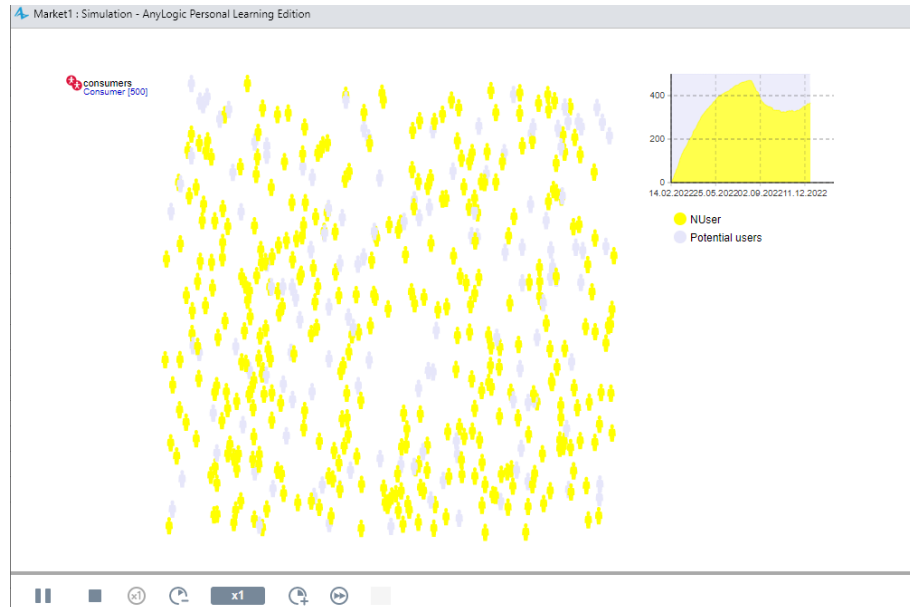 Market1 : Simulation - AnyLogic Personal Learning Edition
consumers
Consumer [500]
400
200
0
14.02.202225.05.202202.09.202211.12.2022
NUser
Potential users
x1
x1